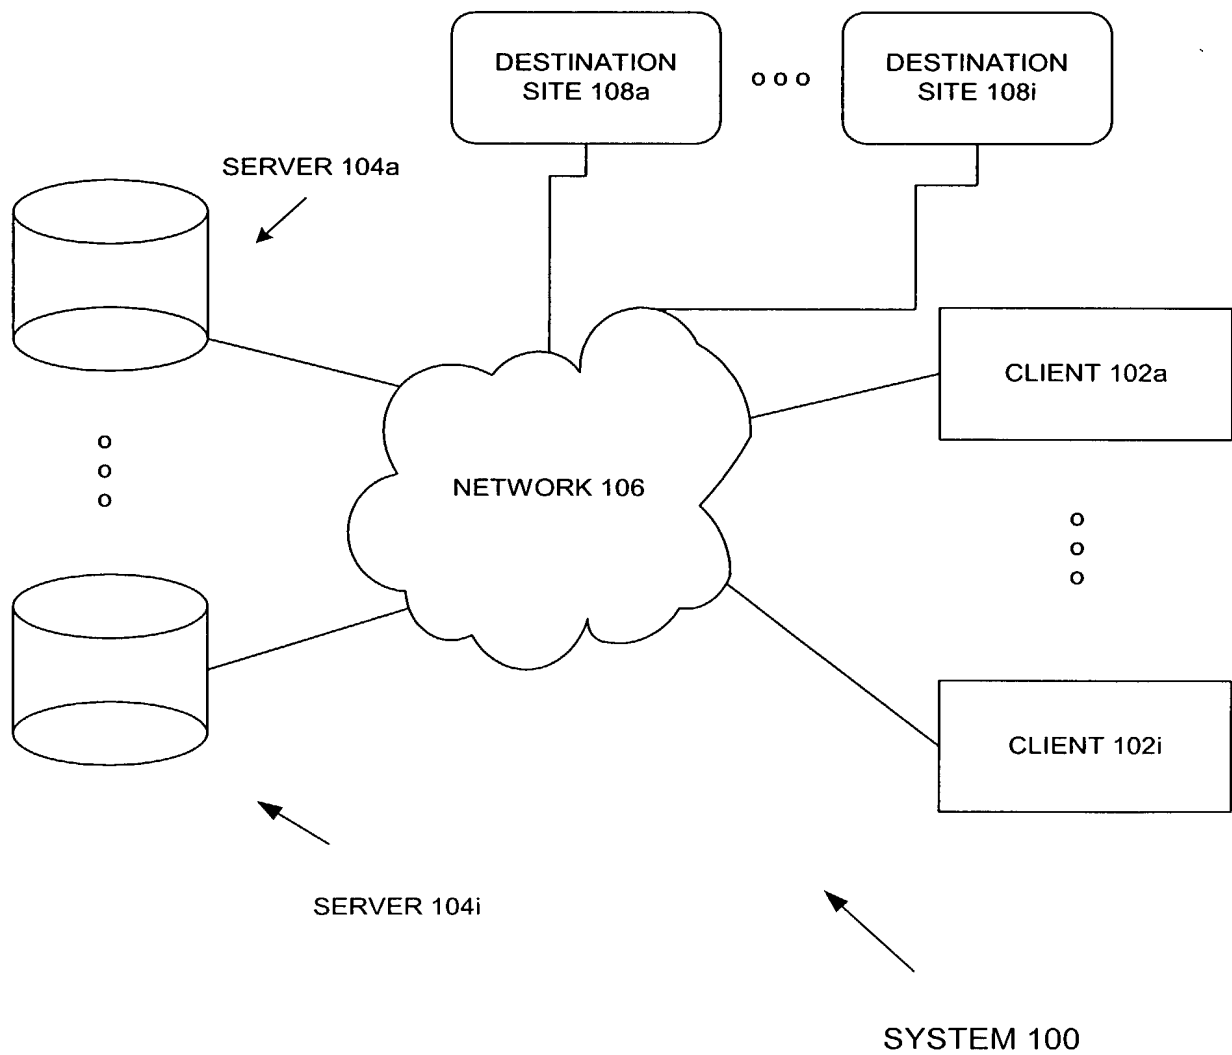 DESTINATION
SITE 108a
o o o
DESTINATION
SITE 108i
SERVER 104a
CLIENT 102a
o
o
o
NETWORK 106
o
o
o
CLIENT 102i
SERVER 104i
SYSTEM 100